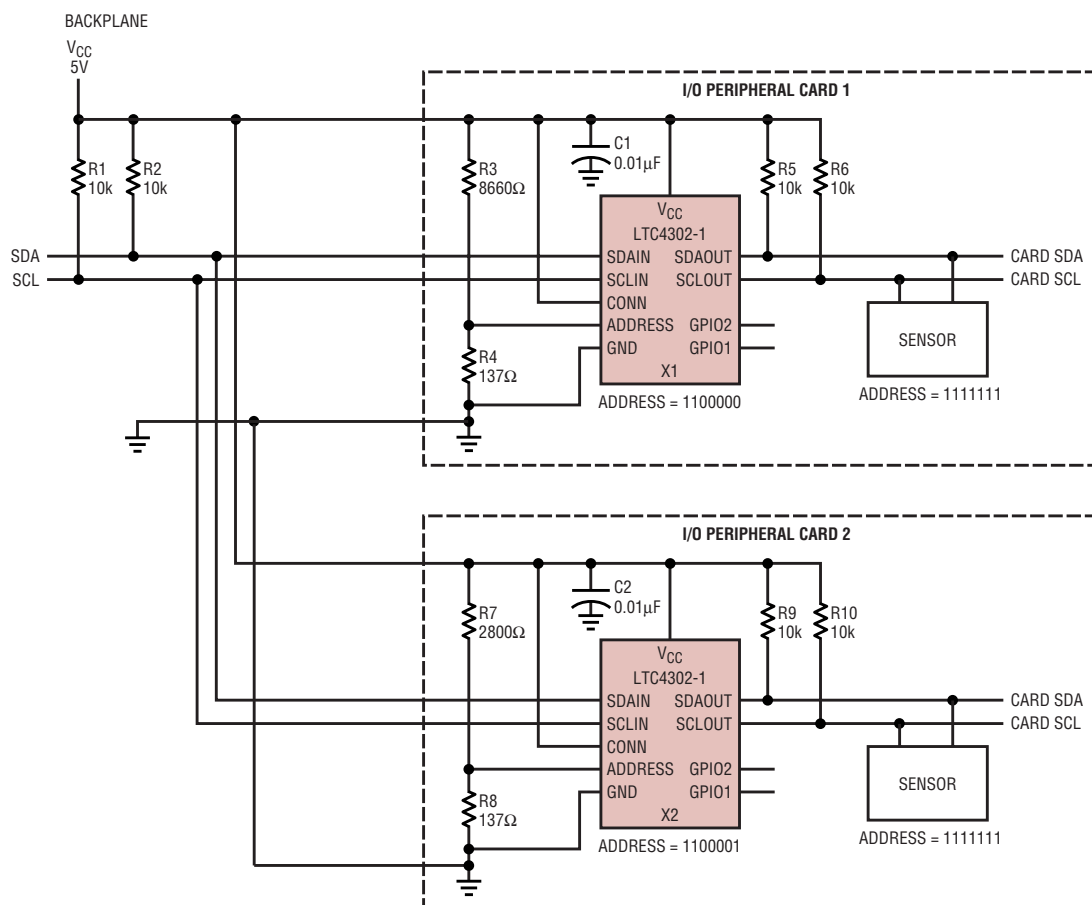 BACKPLANE
VCC
5V
I/O PERIPHERAL CARD 1
R1
10k
R2
10k
R3
8660Ω
C1
0.01µF
R5
10k
R6
10k
VCC
LTC4302-1
SDA
SCL
SDAIN SDAOUT
SCLIN SCLOUT
CONN
ADDRESS GPIO2
GND GPIO1
X1
CARD SDA
CARD SCL
SENSOR
R4
137Ω
ADDRESS = 1100000
ADDRESS = 1111111
I/O PERIPHERAL CARD 2
R7
2800Ω
C2
0.01µF
R9
10k
R10
10k
VCC
LTC4302-1
SDAIN SDAOUT
SCLIN SCLOUT
CONN
ADDRESS GPIO2
GND GPIO1
X2
CARD SDA
CARD SCL
SENSOR
R8
137Ω
ADDRESS = 1100001
ADDRESS = 1111111